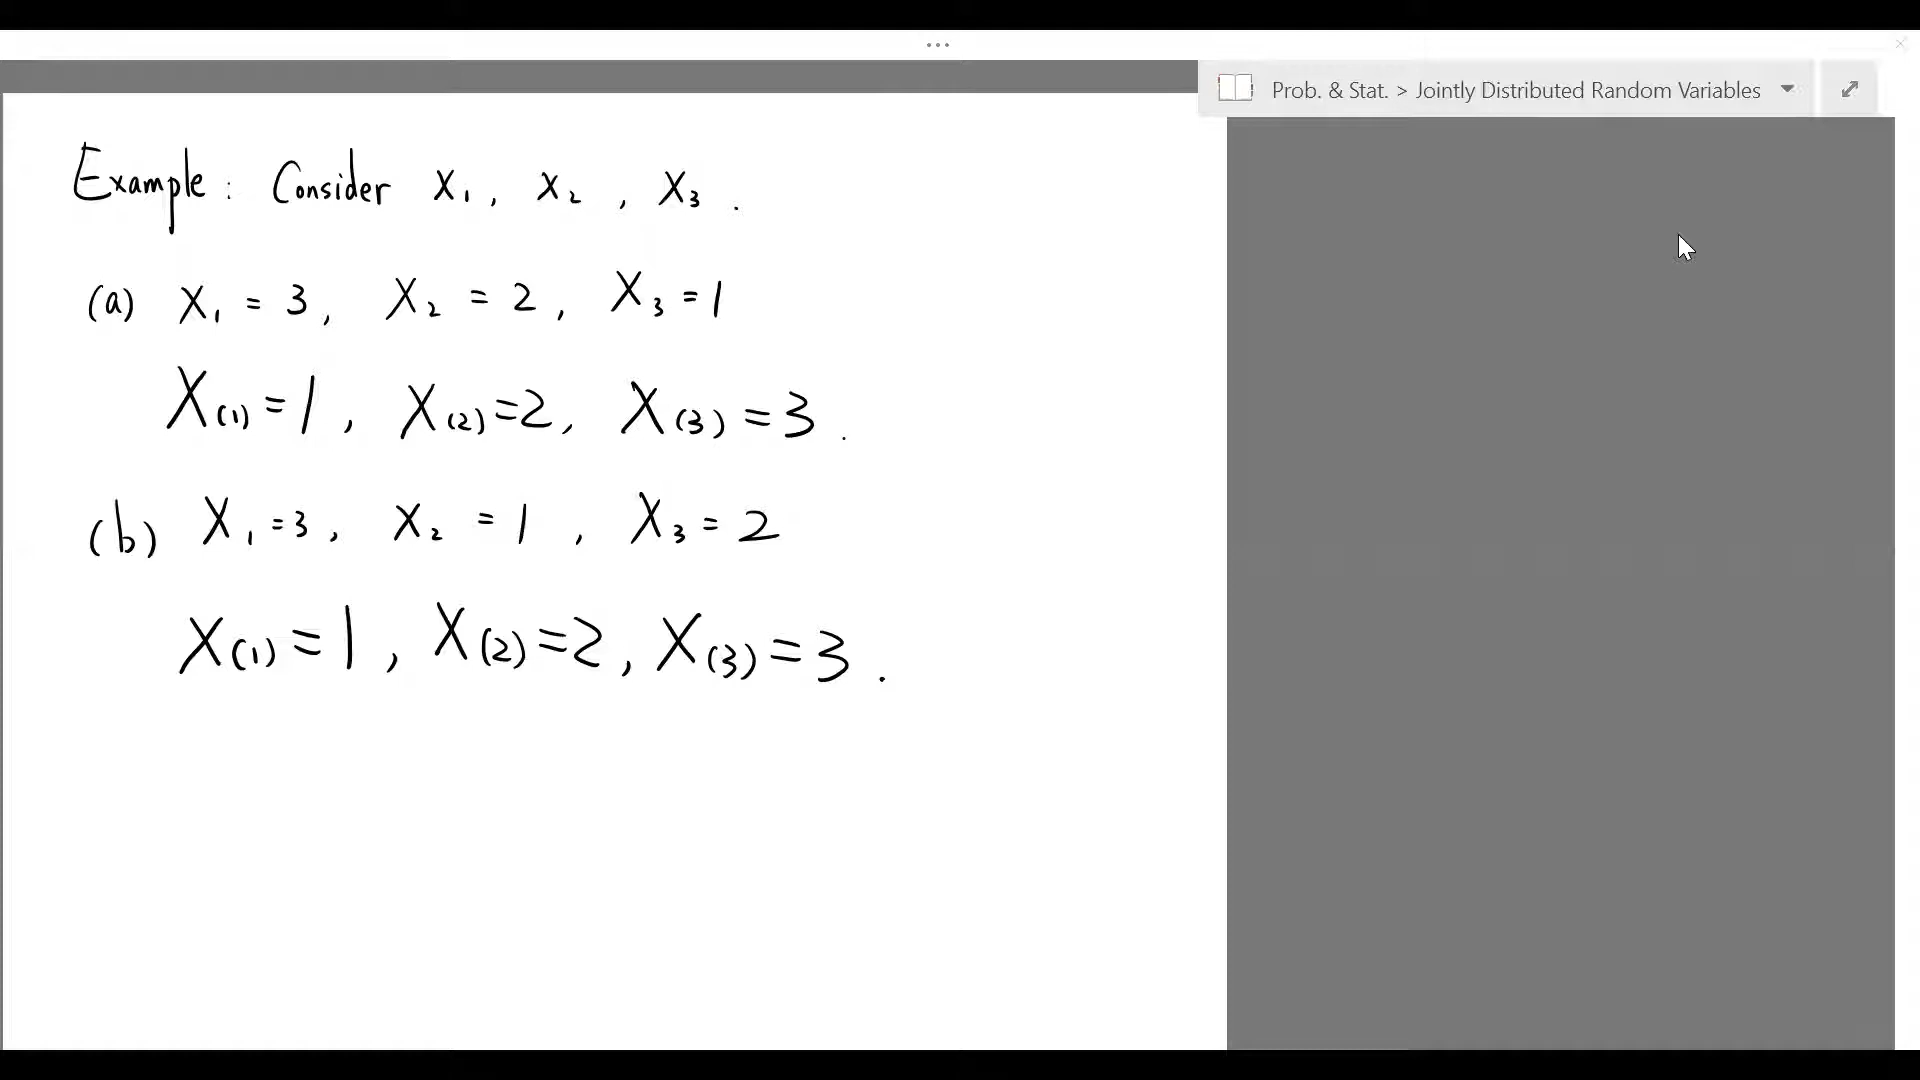 ...
Prob. & Stat. > Jointly Distributed Random Variables
Example: Consider X₁, X₂, X₃.
(a) X₁ = 3, X₂ = 2, X₃ = 1
X₍₁₎ = 1, X₍₂₎ = 2, X₍₃₎ = 3.
(b) X₁ = 3, X₂ = 1, X₃ = 2
X₍₁₎ = 1, X₍₂₎ = 2, X₍₃₎ = 3.